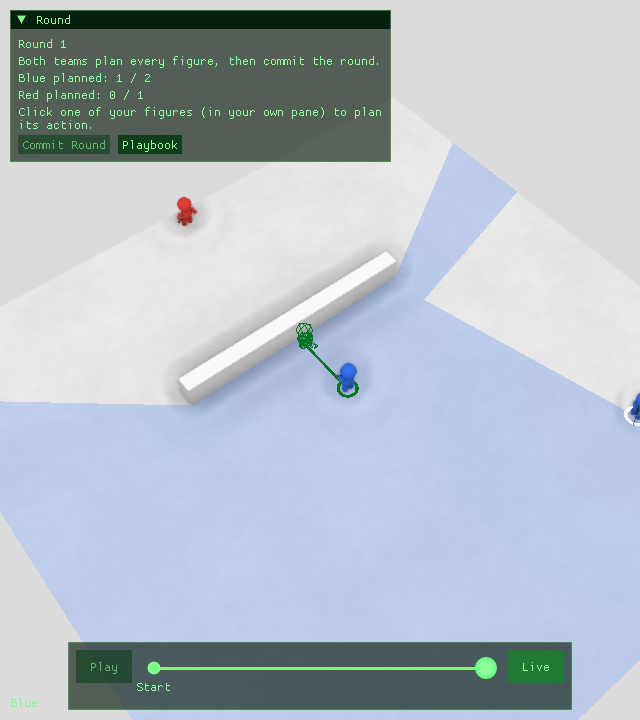 Round
Round 1
Both teams plan every figure, then commit the round.
Blue planned: 1 / 2
Red planned: 0 / 1
Click one of your figures (in your own pane) to plan
its action.
Commit Round Playbook
Play Live
Start
Blue